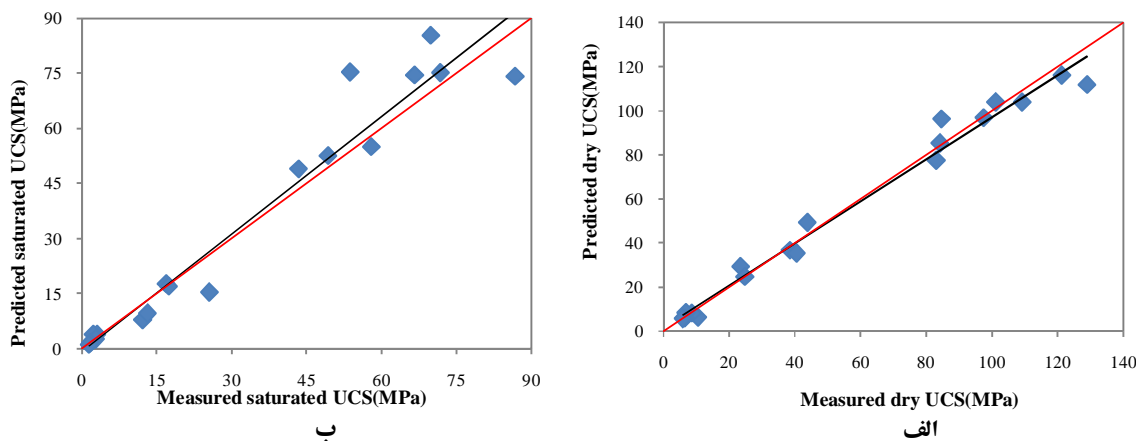 Predicted saturated UCS(MPa)
90
75
60
45
30
15
0
0 15 30 45 60 75 90
Measured saturated UCS(MPa)
ب
Predicted dry UCS(MPa)
140
120
100
80
60
40
20
0
0 20 40 60 80 100 120 140
Measured dry UCS(MPa)
الف